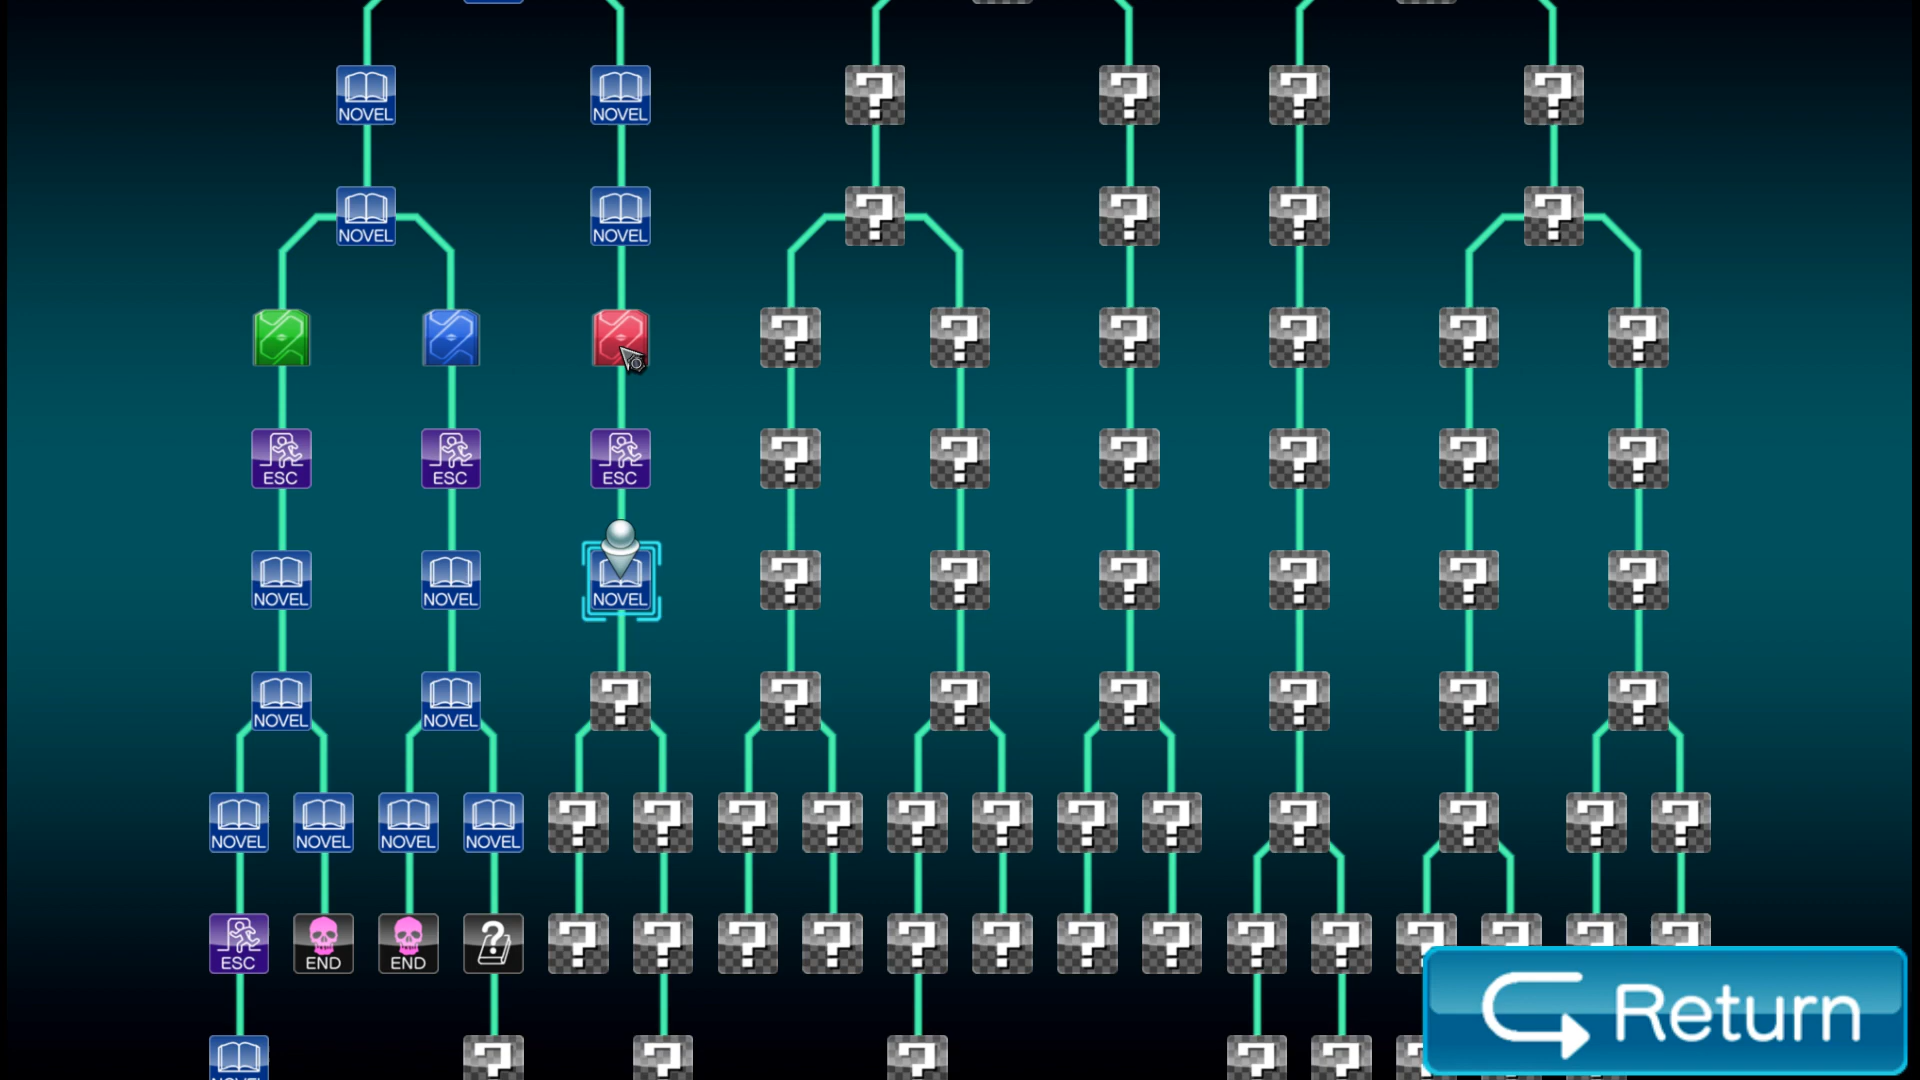 NOVEL NOVEL ? ? ? ?
NOVEL NOVEL ? ? ? ?
? ? ? ? ? ?
ESC ESC ESC ? ? ? ? ? ?
NOVEL NOVEL NOVEL ? ? ? ? ? ?
NOVEL NOVEL ? ? ? ? ? ? ?
NOVEL NOVEL NOVEL NOVEL ? ? ? ? ? ? ? ? ? ? ? ?
ESC END END ? ? ? ? ? ? ? ? ? ? ? ? ? ? ?
Return
NOVEL ? ? ? ? ? ?